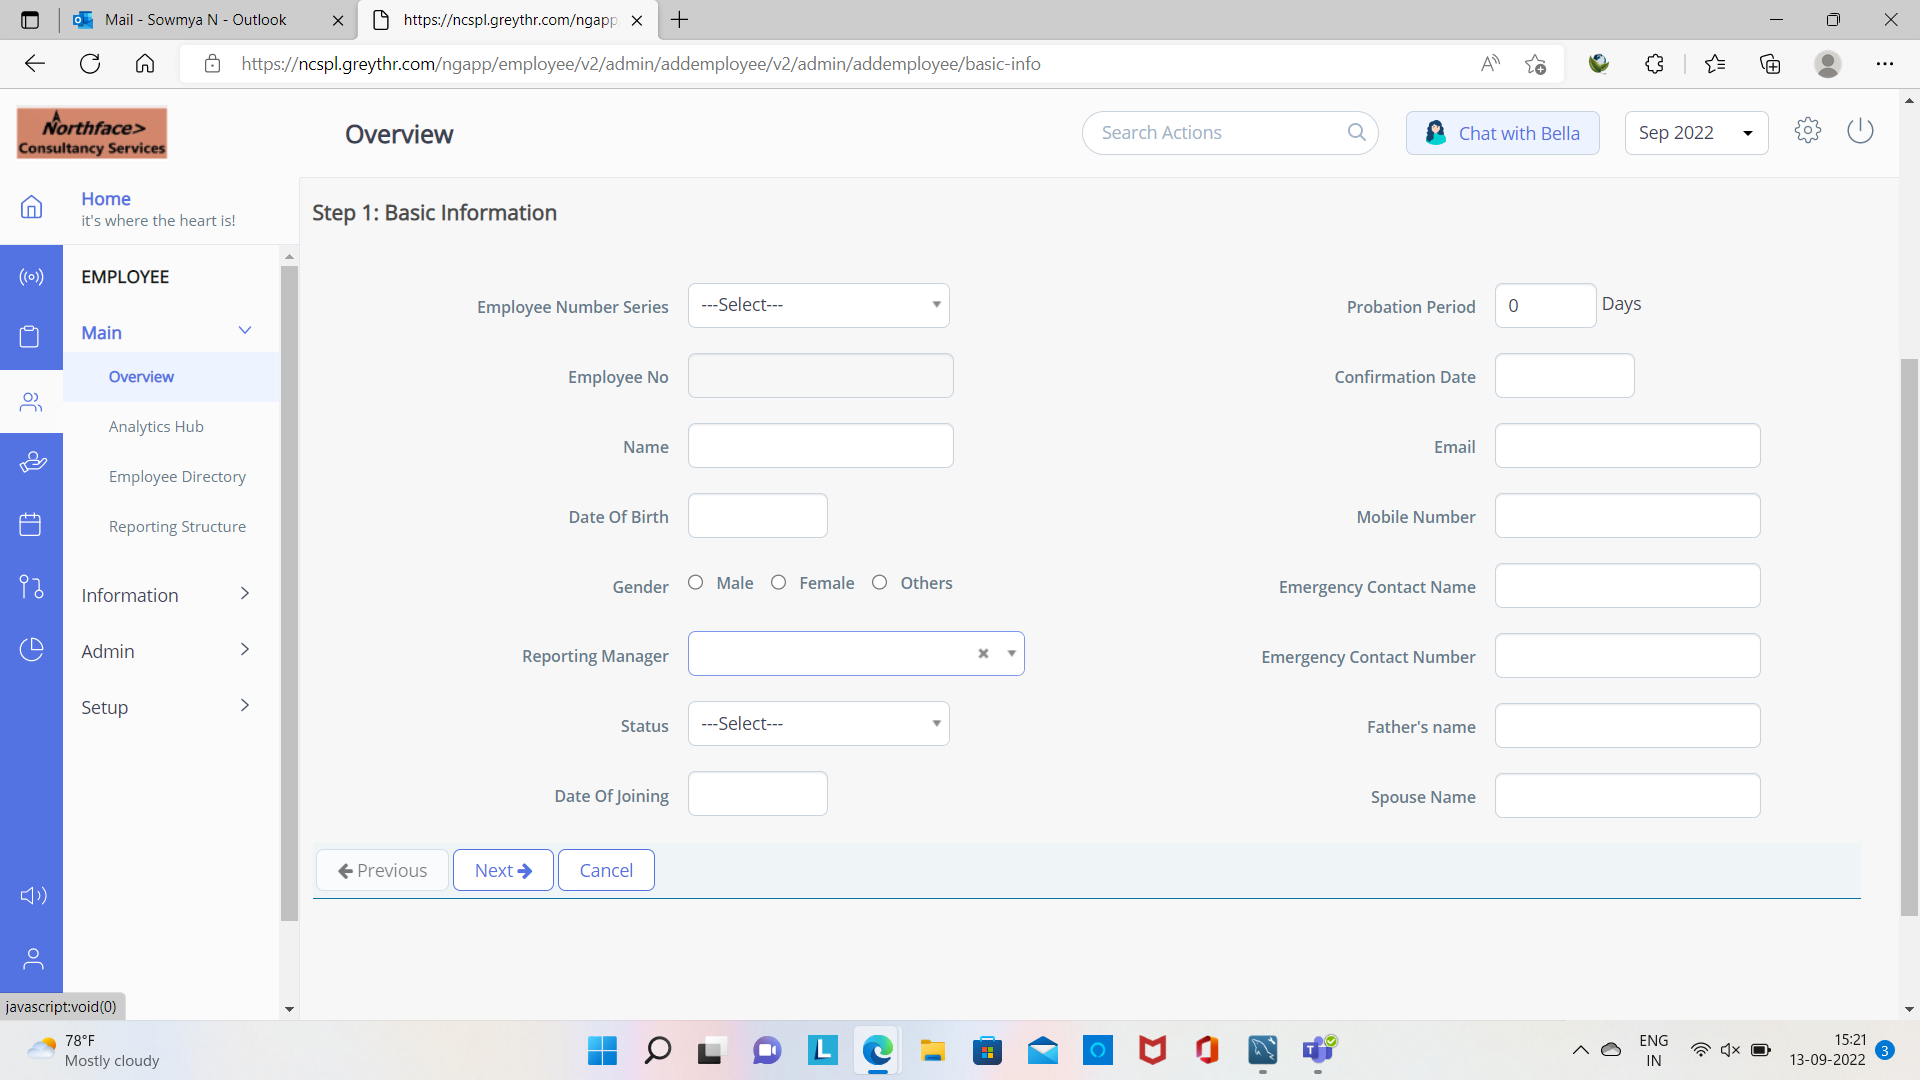 Mail - Sowmya N - Outlook
https://ncspl.greythr.com/ngapp
https://ncspl.greythr.com/ngapp/employee/v2/admin/addemployee/v2/admin/addemployee/basic-info
Northface>
Consultancy Services
Overview
Search Actions
Chat with Bella
Sep 2022
Home
it's where the heart is!
EMPLOYEE
Main
Overview
Analytics Hub
Employee Directory
Reporting Structure
Information
Admin
Setup
Step 1: Basic Information
Employee Number Series ---Select---
Employee No
Name
Date Of Birth
Gender Male Female Others
Reporting Manager
Status ---Select---
Date Of Joining
Probation Period 0 Days
Confirmation Date
Email
Mobile Number
Emergency Contact Name
Emergency Contact Number
Father's name
Spouse Name
Previous Next Cancel
javascript:void(0)
78°F
Mostly cloudy
ENG
IN
15:21
13-09-2022
3